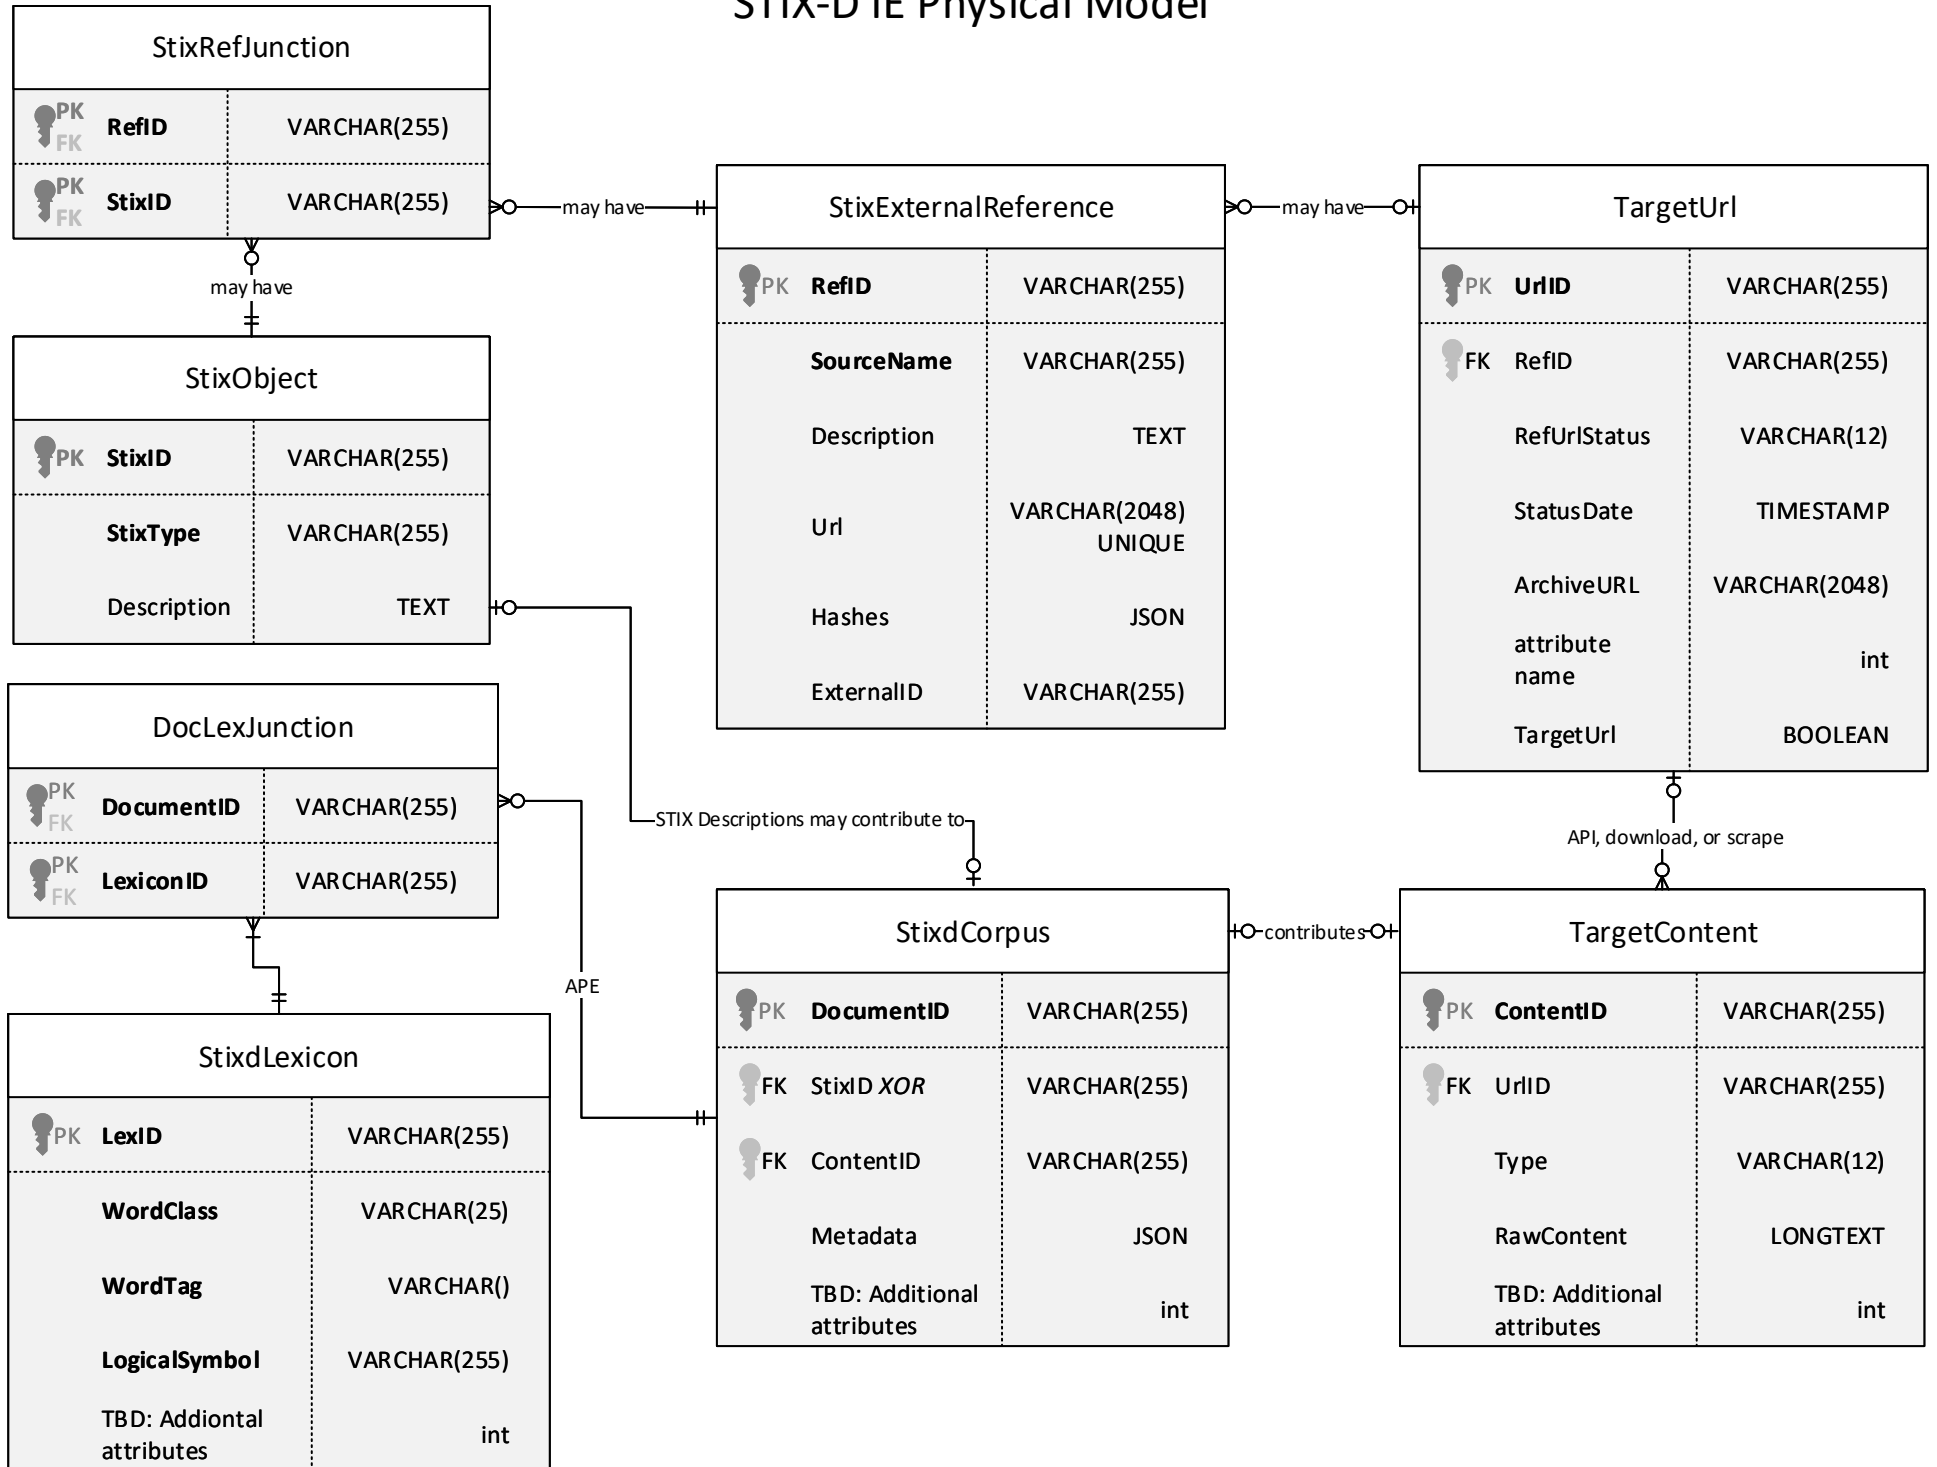 STIX-D IE Physical Model
StixRefJunction
PK
FK
RefID
VARCHAR(255)
PK
FK
StixID
VARCHAR(255)
may have
may have
StixObject
PK
StixID
VARCHAR(255)
StixType
VARCHAR(255)
Description
TEXT
StixExternalReference
PK
RefID
VARCHAR(255)
SourceName
VARCHAR(255)
Description
TEXT
Url
VARCHAR(2048)
UNIQUE
Hashes
JSON
ExternalID
VARCHAR(255)
may have
TargetUrl
PK
UrlID
VARCHAR(255)
FK
RefID
VARCHAR(255)
RefUrlStatus
VARCHAR(12)
StatusDate
TIMESTAMP
ArchiveURL
VARCHAR(2048)
attribute
name
int
TargetUrl
BOOLEAN
DocLexJunction
PK
FK
DocumentID
VARCHAR(255)
PK
FK
LexiconID
VARCHAR(255)
STIX Descriptions may contribute to
API, download, or scrape
APE
StixdLexicon
PK
LexID
VARCHAR(255)
WordClass
VARCHAR(25)
WordTag
VARCHAR()
LogicalSymbol
VARCHAR(255)
TBD: Addiontal
attributes
int
StixdCorpus
PK
DocumentID
VARCHAR(255)
FK
StixID XOR
VARCHAR(255)
FK
ContentID
VARCHAR(255)
Metadata
JSON
TBD: Additional
attributes
int
contributes
TargetContent
PK
ContentID
VARCHAR(255)
FK
UrlID
VARCHAR(255)
Type
VARCHAR(12)
RawContent
LONGTEXT
TBD: Additional
attributes
int